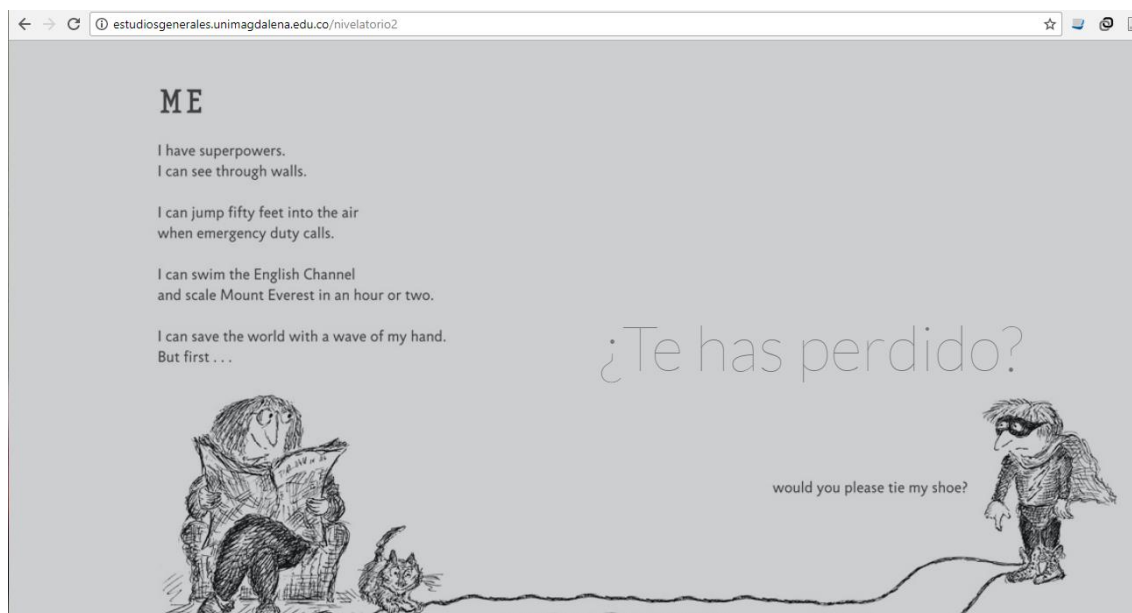 estudiosgenerales.unimagdalena.edu.co/nivelatorio2
ME
I have superpowers.
I can see through walls.
I can jump fifty feet into the air
when emergency duty calls.
I can swim the English Channel
and scale Mount Everest in an hour or two.
I can save the world with a wave of my hand.
But first . . .
¿Te has perdido?
would you please tie my shoe?